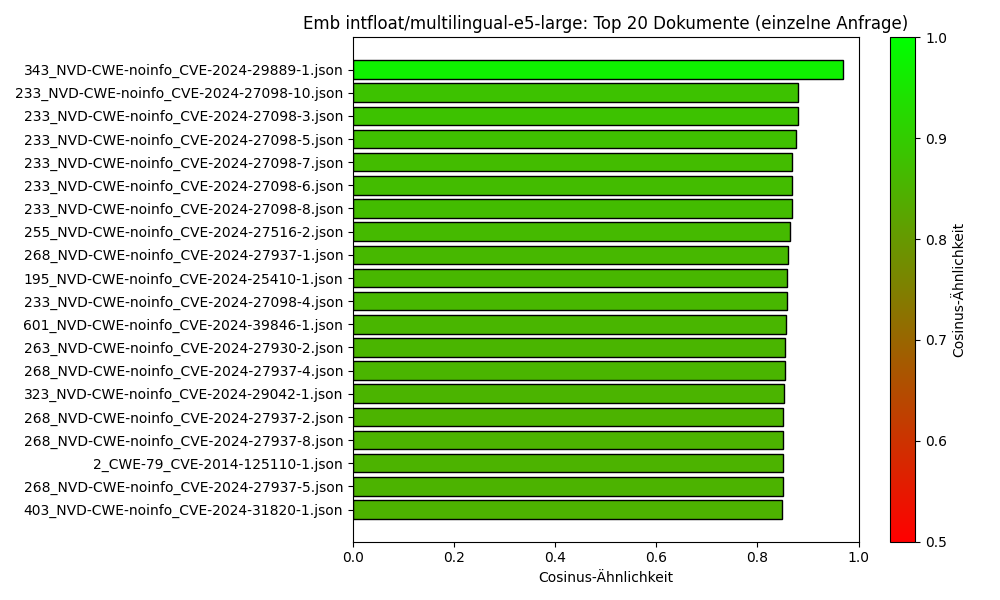 Emb intfloat/multilingual-e5-large: Top 20 Dokumente (einzelne Anfrage)
343_NVD-CWE-noinfo_CVE-2024-29889-1.json
233_NVD-CWE-noinfo_CVE-2024-27098-10.json
233_NVD-CWE-noinfo_CVE-2024-27098-3.json
233_NVD-CWE-noinfo_CVE-2024-27098-5.json
233_NVD-CWE-noinfo_CVE-2024-27098-7.json
233_NVD-CWE-noinfo_CVE-2024-27098-6.json
233_NVD-CWE-noinfo_CVE-2024-27098-8.json
255_NVD-CWE-noinfo_CVE-2024-27516-2.json
268_NVD-CWE-noinfo_CVE-2024-27937-1.json
195_NVD-CWE-noinfo_CVE-2024-25410-1.json
233_NVD-CWE-noinfo_CVE-2024-27098-4.json
601_NVD-CWE-noinfo_CVE-2024-39846-1.json
263_NVD-CWE-noinfo_CVE-2024-27930-2.json
268_NVD-CWE-noinfo_CVE-2024-27937-4.json
323_NVD-CWE-noinfo_CVE-2024-29042-1.json
268_NVD-CWE-noinfo_CVE-2024-27937-2.json
268_NVD-CWE-noinfo_CVE-2024-27937-8.json
2_CWE-79_CVE-2014-125110-1.json
268_NVD-CWE-noinfo_CVE-2024-27937-5.json
403_NVD-CWE-noinfo_CVE-2024-31820-1.json
0.0 0.2 0.4 0.6 0.8 1.0
Cosinus-Ähnlichkeit
1.0
0.9
0.8
0.7
0.6
0.5
Cosinus-Ähnlichkeit